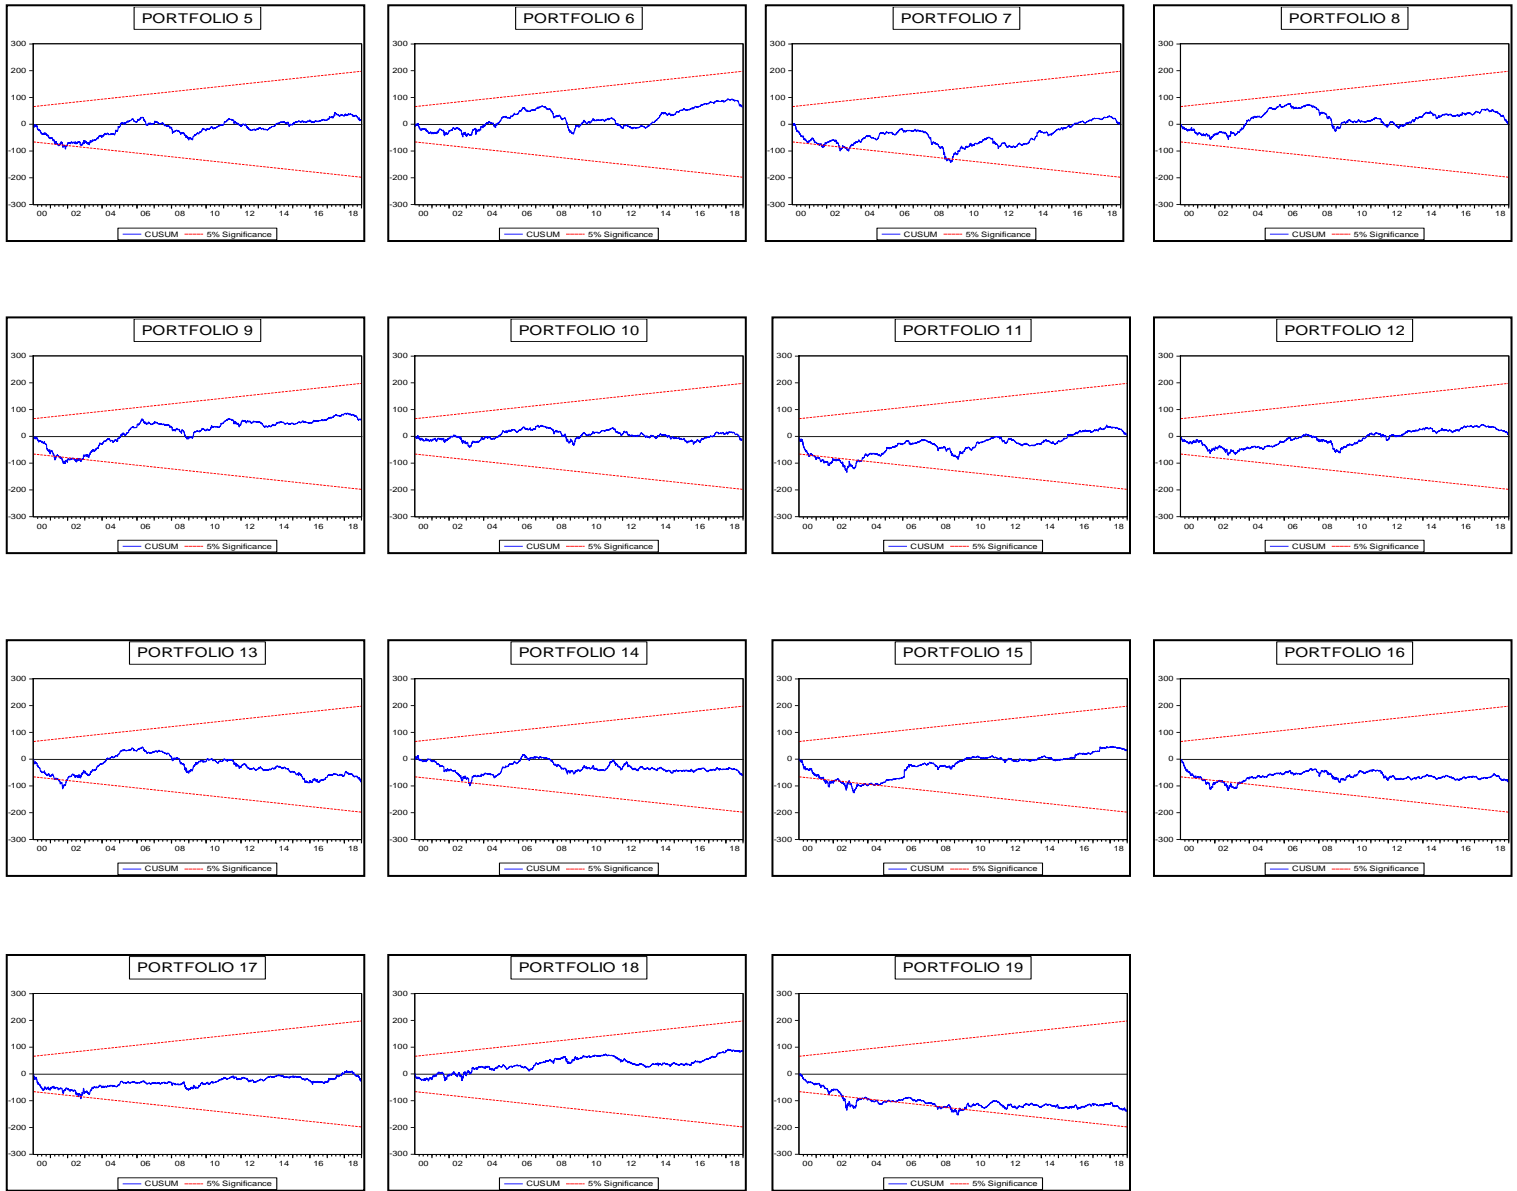 PORTFOLIO 5
300
200
100
0
-100
-200
-300
00 02 04 06 08 10 12 14 16 18
CUSUM 5% Significance
PORTFOLIO 6
300
200
100
0
-100
-200
-300
00 02 04 06 08 10 12 14 16 18
CUSUM 5% Significance
PORTFOLIO 7
300
200
100
0
-100
-200
-300
00 02 04 06 08 10 12 14 16 18
CUSUM 5% Significance
PORTFOLIO 8
300
200
100
0
-100
-200
-300
00 02 04 06 08 10 12 14 16 18
CUSUM 5% Significance
PORTFOLIO 9
300
200
100
0
-100
-200
-300
00 02 04 06 08 10 12 14 16 18
CUSUM 5% Significance
PORTFOLIO 10
300
200
100
0
-100
-200
-300
00 02 04 06 08 10 12 14 16 18
CUSUM 5% Significance
PORTFOLIO 11
300
200
100
0
-100
-200
-300
00 02 04 06 08 10 12 14 16 18
CUSUM 5% Significance
PORTFOLIO 12
300
200
100
0
-100
-200
-300
00 02 04 06 08 10 12 14 16 18
CUSUM 5% Significance
PORTFOLIO 13
300
200
100
0
-100
-200
-300
00 02 04 06 08 10 12 14 16 18
CUSUM 5% Significance
PORTFOLIO 14
300
200
100
0
-100
-200
-300
00 02 04 06 08 10 12 14 16 18
CUSUM 5% Significance
PORTFOLIO 15
300
200
100
0
-100
-200
-300
00 02 04 06 08 10 12 14 16 18
CUSUM 5% Significance
PORTFOLIO 16
300
200
100
0
-100
-200
-300
00 02 04 06 08 10 12 14 16 18
CUSUM 5% Significance
PORTFOLIO 17
300
200
100
0
-100
-200
-300
00 02 04 06 08 10 12 14 16 18
CUSUM 5% Significance
PORTFOLIO 18
300
200
100
0
-100
-200
-300
00 02 04 06 08 10 12 14 16 18
CUSUM 5% Significance
PORTFOLIO 19
300
200
100
0
-100
-200
-300
00 02 04 06 08 10 12 14 16 18
CUSUM 5% Significance